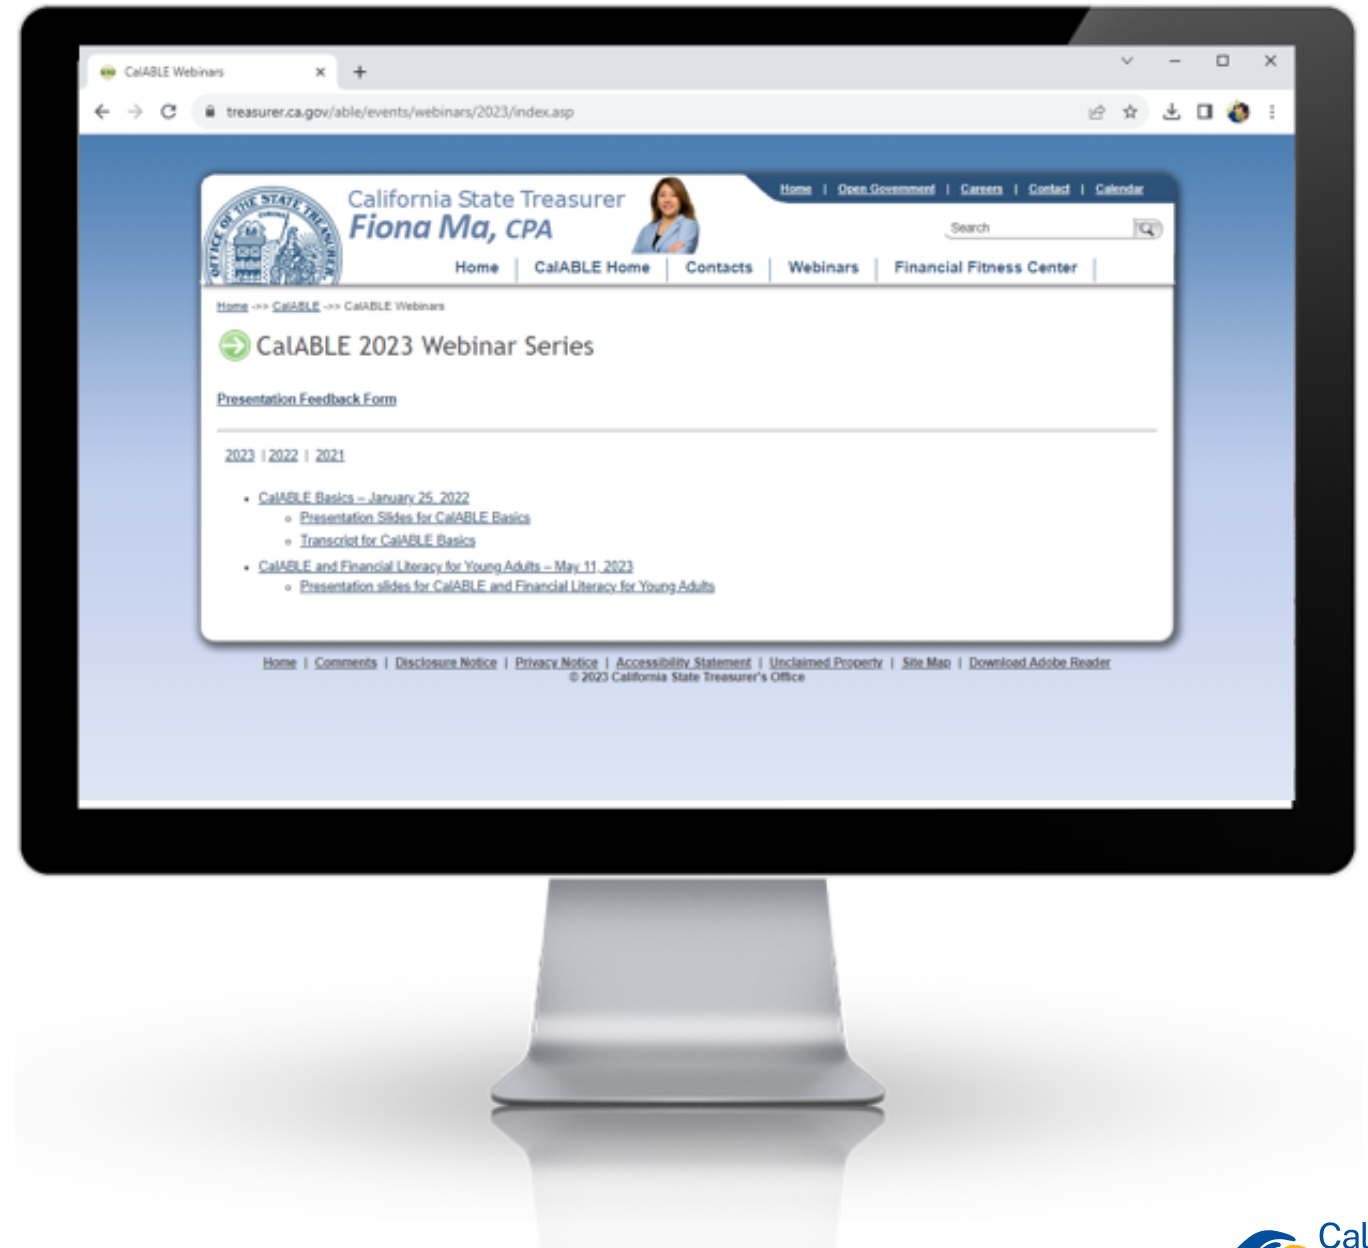 CalABLE Webinars
treasurer.ca.gov/able/events/webinars/2023/index.asp
OFFICE OF THE STATE TREASURER
California State Treasurer
Fiona Ma, CPA
Home | Open Government | Careers | Contact | Calendar
Search
Home | CalABLE Home | Contacts | Webinars | Financial Fitness Center |
Home ->> CalABLE ->> CalABLE Webinars
CalABLE 2023 Webinar Series
Presentation Feedback Form
2023 | 2022 | 2021
CalABLE Basics – January 25, 2022
Presentation Slides for CalABLE Basics
Transcript for CalABLE Basics
CalABLE and Financial Literacy for Young Adults – May 11, 2023
Presentation slides for CalABLE and Financial Literacy for Young Adults
Home | Comments | Disclosure Notice | Privacy Notice | Accessibility Statement | Unclaimed Property | Site Map | Download Adobe Reader
© 2023 California State Treasurer's Office
Cal